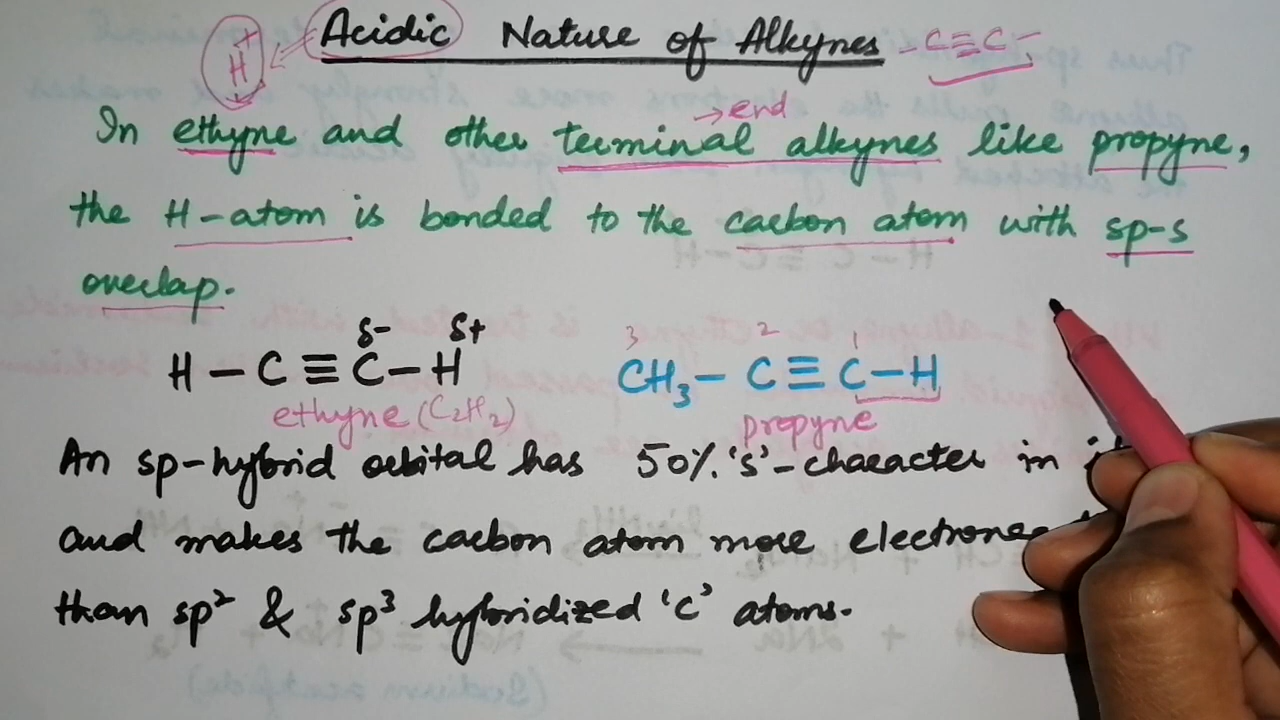 H+ Acidic Nature of Alkynes -C≡C-
→end
In ethyne and other terminal alkynes like propyne,
the H-atom is bonded to the carbon atom with sp-s
overlap.
δ- δ+
H-C≡C-H
ethyne (C2H2)
3 2 1
CH3-C≡C-H
propyne
An sp-hybrid orbital has 50% 's'-character in
and makes the carbon atom more
than sp² & sp³ hybridized 'c' atoms.